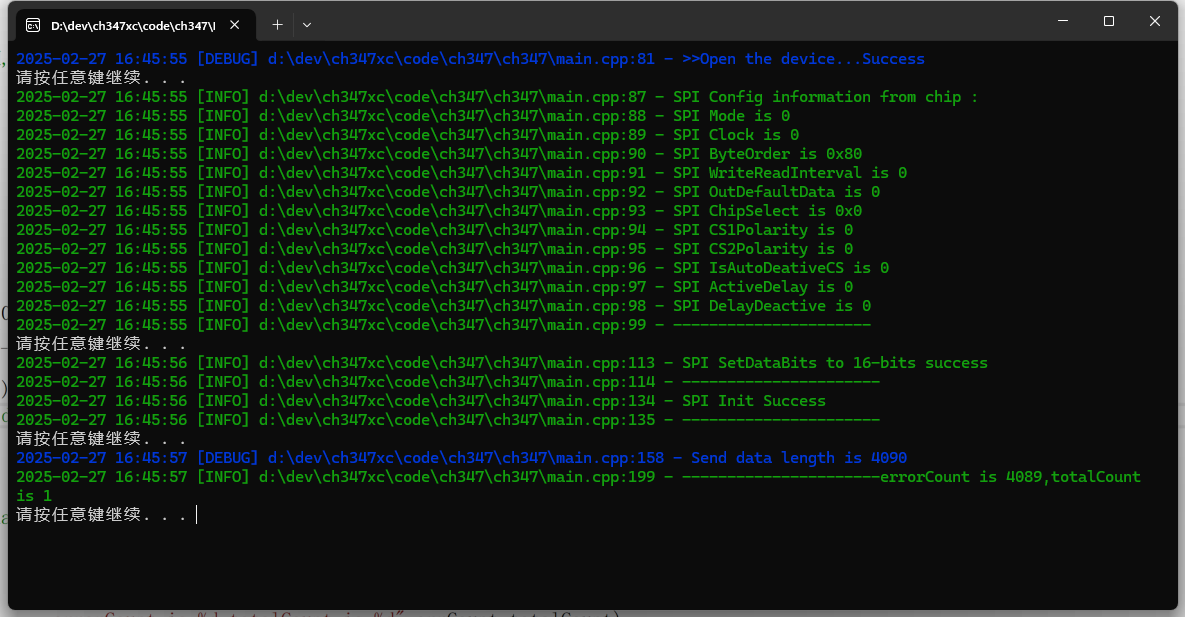 D:\dev\ch347xc\code\ch347\
2025-02-27 16:45:55 [DEBUG] d:\dev\ch347xc\code\ch347\ch347\main.cpp:81 - >>Open the device...Success
请按任意键继续. . .
2025-02-27 16:45:55 [INFO] d:\dev\ch347xc\code\ch347\ch347\main.cpp:87 - SPI Config information from chip :
2025-02-27 16:45:55 [INFO] d:\dev\ch347xc\code\ch347\ch347\main.cpp:88 - SPI Mode is 0
2025-02-27 16:45:55 [INFO] d:\dev\ch347xc\code\ch347\ch347\main.cpp:89 - SPI Clock is 0
2025-02-27 16:45:55 [INFO] d:\dev\ch347xc\code\ch347\ch347\main.cpp:90 - SPI ByteOrder is 0x80
2025-02-27 16:45:55 [INFO] d:\dev\ch347xc\code\ch347\ch347\main.cpp:91 - SPI WriteReadInterval is 0
2025-02-27 16:45:55 [INFO] d:\dev\ch347xc\code\ch347\ch347\main.cpp:92 - SPI OutDefaultData is 0
2025-02-27 16:45:55 [INFO] d:\dev\ch347xc\code\ch347\ch347\main.cpp:93 - SPI ChipSelect is 0x0
2025-02-27 16:45:55 [INFO] d:\dev\ch347xc\code\ch347\ch347\main.cpp:94 - SPI CS1Polarity is 0
2025-02-27 16:45:55 [INFO] d:\dev\ch347xc\code\ch347\ch347\main.cpp:95 - SPI CS2Polarity is 0
2025-02-27 16:45:55 [INFO] d:\dev\ch347xc\code\ch347\ch347\main.cpp:96 - SPI IsAutoDeativeCS is 0
2025-02-27 16:45:55 [INFO] d:\dev\ch347xc\code\ch347\ch347\main.cpp:97 - SPI ActiveDelay is 0
2025-02-27 16:45:55 [INFO] d:\dev\ch347xc\code\ch347\ch347\main.cpp:98 - SPI DelayDeactive is 0
2025-02-27 16:45:55 [INFO] d:\dev\ch347xc\code\ch347\ch347\main.cpp:99 - ----------------------
请按任意键继续. . .
2025-02-27 16:45:56 [INFO] d:\dev\ch347xc\code\ch347\ch347\main.cpp:113 - SPI SetDataBits to 16-bits success
2025-02-27 16:45:56 [INFO] d:\dev\ch347xc\code\ch347\ch347\main.cpp:114 - ----------------------
2025-02-27 16:45:56 [INFO] d:\dev\ch347xc\code\ch347\ch347\main.cpp:134 - SPI Init Success
2025-02-27 16:45:56 [INFO] d:\dev\ch347xc\code\ch347\ch347\main.cpp:135 - ----------------------
请按任意键继续. . .
2025-02-27 16:45:57 [DEBUG] d:\dev\ch347xc\code\ch347\ch347\main.cpp:158 - Send data length is 4090
2025-02-27 16:45:57 [INFO] d:\dev\ch347xc\code\ch347\ch347\main.cpp:199 - ----------------------errorCount is 4089,totalCount
is 1
请按任意键继续. . .